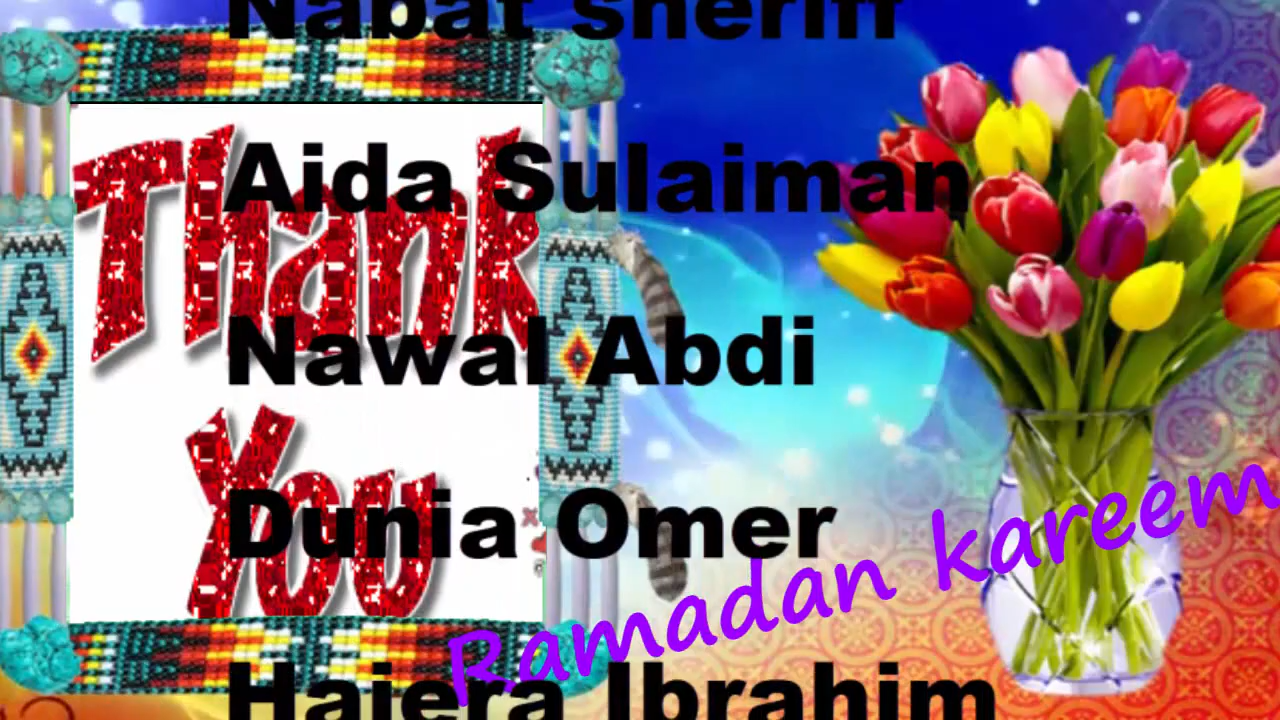 Nabat sheriff
Thank
Aida Sulaiman
Nawal Abdi
You
Dunia Omer
Ramadan kareem
Hajera Ibrahim